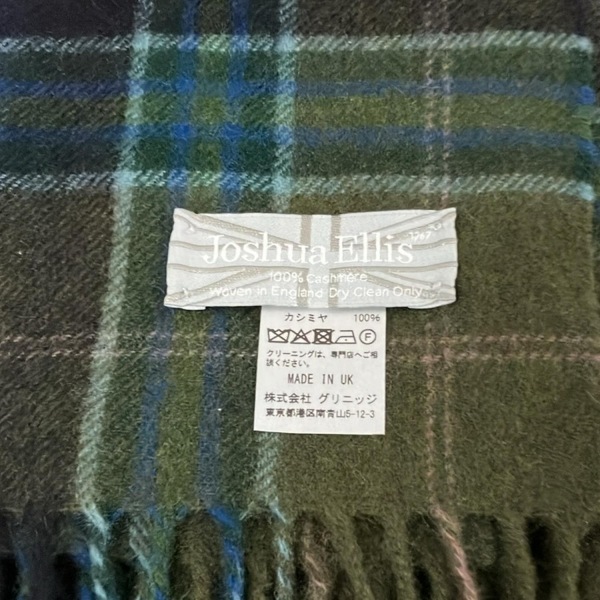 Joshua Ellis 1767
100% Cashmere
Woven in England Dry Clean Only
カシミヤ 100%
F
クリーニングは、専門店へご相
談ください。
MADE IN UK
株式会社 グリニッジ
東京都港区南青山5-12-3